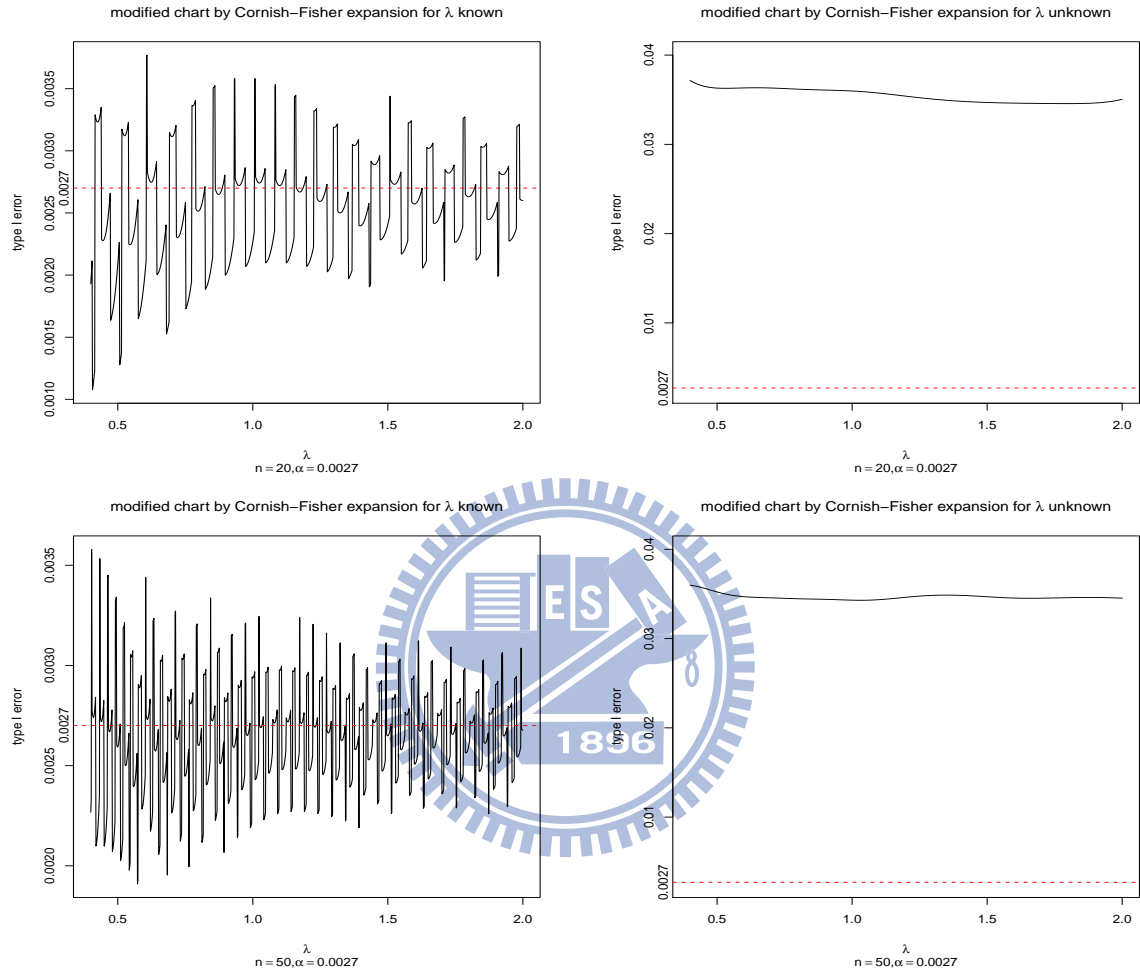 modified chart by Cornish−Fisher expansion for λ known
type I error
0.0010
0.0015
0.0020
0.0025
0.0027
0.0030
0.0035
0.5
1.0
1.5
2.0
λ
n = 20,α = 0.0027
modified chart by Cornish−Fisher expansion for λ unknown
type I error
0.0027
0.01
0.02
0.03
0.04
0.5
1.0
1.5
2.0
λ
n = 20,α = 0.0027
modified chart by Cornish−Fisher expansion for λ known
type I error
0.0020
0.0025
0.0027
0.0030
0.0035
0.5
1.0
1.5
2.0
λ
n = 50,α = 0.0027
modified chart by Cornish−Fisher expansion for λ unknown
type I error
0.0027
0.01
0.02
0.03
0.04
0.5
1.0
1.5
2.0
λ
n = 50,α = 0.0027
E S A
1896